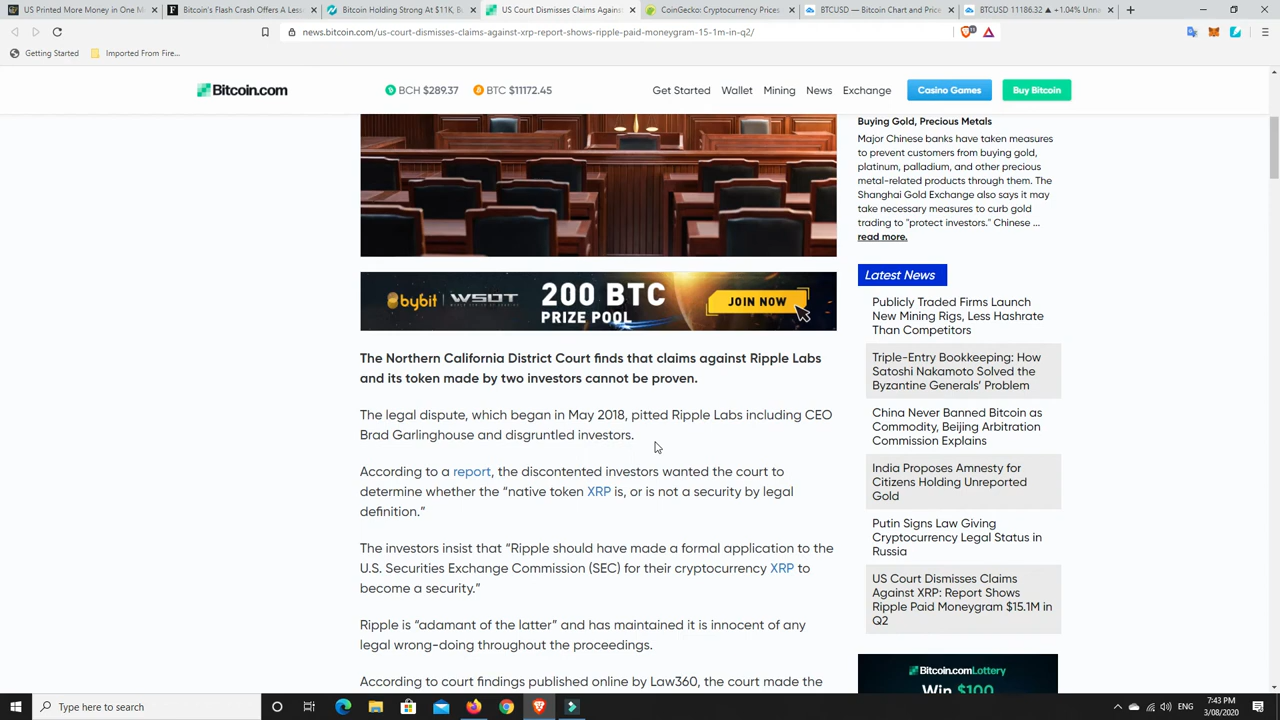 US Printed More Money in One M
Bitcoin's Flash Crash Offers A Less
Bitcoin Holding Strong At $11K, B
US Court Dismisses Claims Against
CoinGecko: Cryptocurrency Prices
BTCUSD — Bitcoin Chart and Price
BTCUSD 11186.32 ▲ +1.04% Unna
news.bitcoin.com/us-court-dismisses-claims-against-xrp-report-shows-ripple-paid-moneygram-15-1m-in-q2/
Getting Started
Imported From Fire...
Bitcoin.com
BCH $289.37
BTC $11172.45
Get Started
Wallet
Mining
News
Exchange
Casino Games
Buy Bitcoin
bybit | WSOT
200 BTC
PRIZE POOL
JOIN NOW
The Northern California District Court finds that claims against Ripple Labs
and its token made by two investors cannot be proven.
The legal dispute, which began in May 2018, pitted Ripple Labs including CEO
Brad Garlinghouse and disgruntled investors.
According to a report, the discontented investors wanted the court to
determine whether the “native token XRP is, or is not a security by legal
definition.”
The investors insist that “Ripple should have made a formal application to the
U.S. Securities Exchange Commission (SEC) for their cryptocurrency XRP to
become a security.”
Ripple is “adamant of the latter” and has maintained it is innocent of any
legal wrong-doing throughout the proceedings.
According to court findings published online by Law360, the court made the
Buying Gold, Precious Metals
Major Chinese banks have taken measures
to prevent customers from buying gold,
platinum, palladium, and other precious
metal-related products through them. The
Shanghai Gold Exchange also says it may
take necessary measures to curb gold
trading to "protect investors." Chinese ...
read more.
Latest News
Publicly Traded Firms Launch
New Mining Rigs, Less Hashrate
Than Competitors
Triple-Entry Bookkeeping: How
Satoshi Nakamoto Solved the
Byzantine Generals' Problem
China Never Banned Bitcoin as
Commodity, Beijing Arbitration
Commission Explains
India Proposes Amnesty for
Citizens Holding Unreported
Gold
Putin Signs Law Giving
Cryptocurrency Legal Status in
Russia
US Court Dismisses Claims
Against XRP: Report Shows
Ripple Paid Moneygram $15.1M in
Q2
Bitcoin.comLottery
Win $100
Type here to search
ENG
7:43 PM
3/08/2020